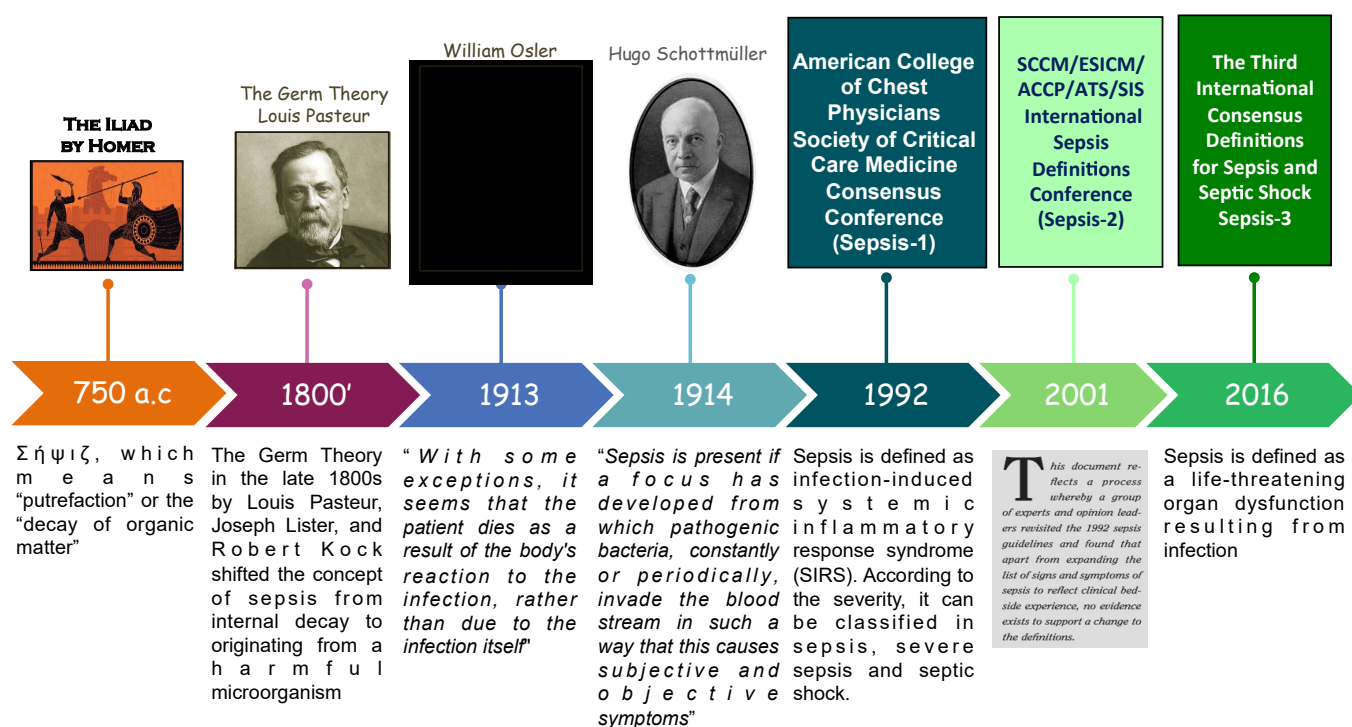 THE ILIAD
BY HOMER
The Germ Theory
Louis Pasteur
William Osler
Hugo Schottmüller
American College
of Chest
Physicians
Society of Critical
Care Medicine
Consensus
Conference
(Sepsis-1)
SCCM/ESICM/
ACCP/ATS/SIS
International
Sepsis
Definitions
Conference
(Sepsis-2)
The Third
International
Consensus
Definitions
for Sepsis and
Septic Shock
Sepsis-3
750 a.c
1800'
1913
1914
1992
2001
2016
Σήψιζ, which
means
“putrefaction” or the
“decay of organic
matter”
The Germ Theory
in the late 1800s
by Louis Pasteur,
Joseph Lister, and
Robert Kock
shifted the concept
of sepsis from
internal decay to
originating from a
harmful
microorganism
“With some
exceptions, it
seems that the
patient dies as a
result of the body's
reaction to the
infection, rather
than due to the
infection itself"
“Sepsis is present if
a focus has
developed from
which pathogenic
bacteria, constantly
or periodically,
invade the blood
stream in such a
way that this causes
subjective and
objective
symptoms”
Sepsis is defined as
infection-induced
systemic
inflammatory
response syndrome
(SIRS). According to
the severity, it can
be classified in
sepsis, severe
sepsis and septic
shock.
This document re-
flects a process
whereby a group
of experts and opinion lead-
ers revisited the 1992 sepsis
guidelines and found that
apart from expanding the
list of signs and symptoms of
sepsis to reflect clinical bed-
side experience, no evidence
exists to support a change to
the definitions.
Sepsis is defined as
a life-threatening
organ dysfunction
resulting from
infection